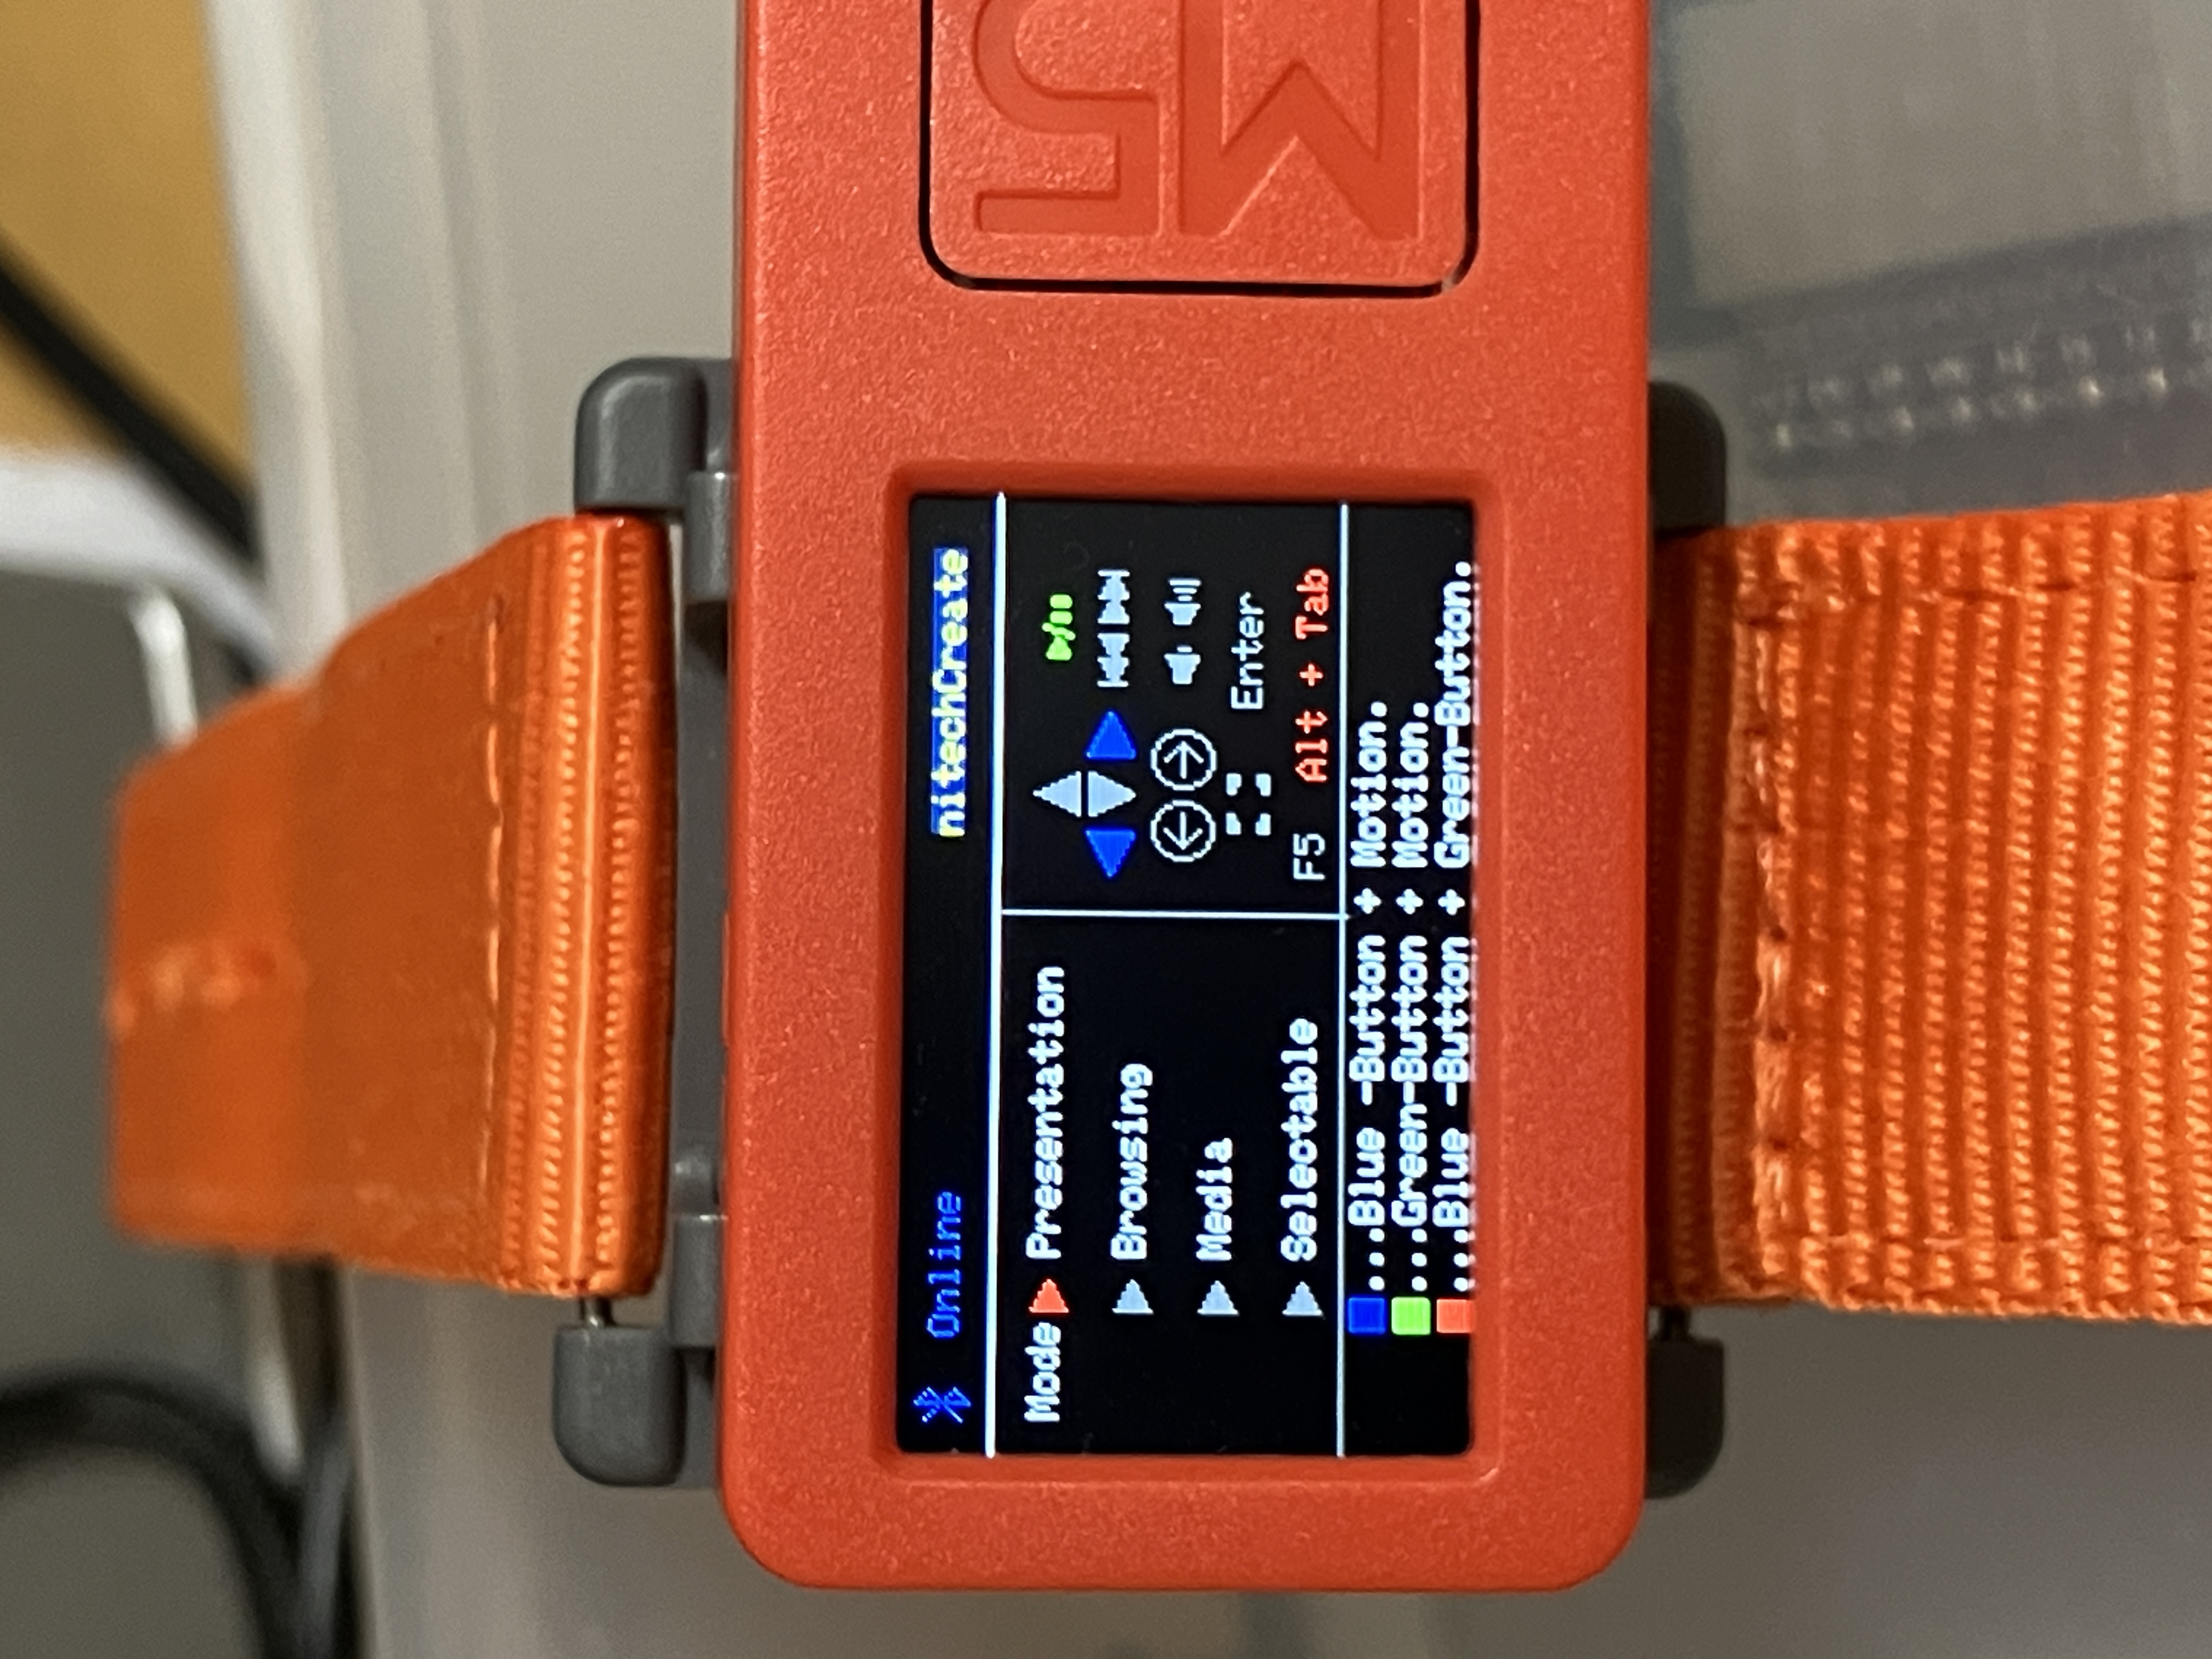 Online nitechCreate
Mode Presentation
Browsing
Media
Selectable
Enter
F5 Alt + Tab
...Blue -Button + Motion.
...Green-Button + Motion.
...Blue -Button + Green-Button.
M5